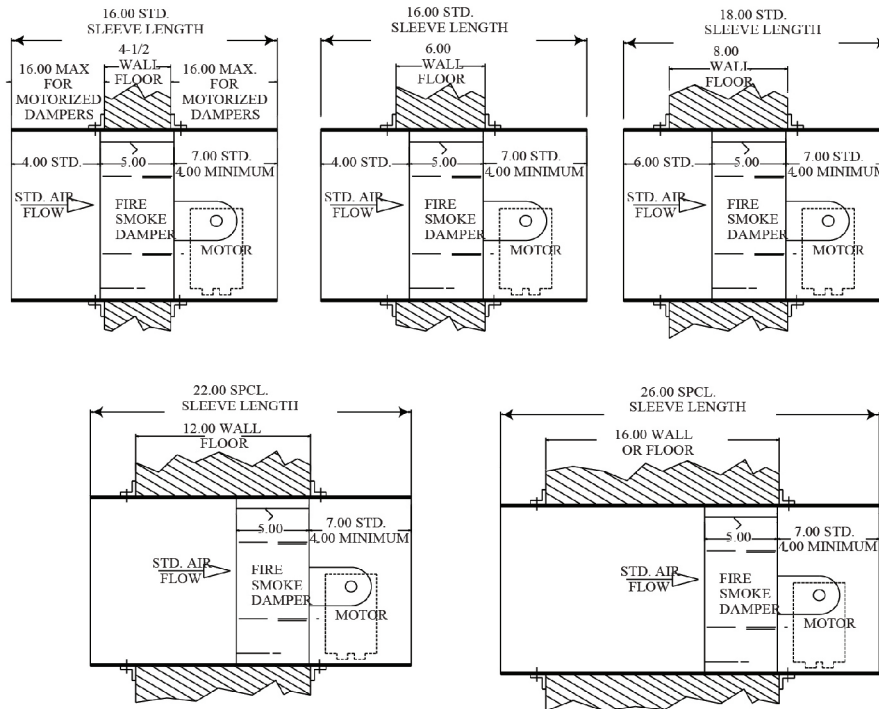 16.00 STD.
SLEEVE LENGTH
4-1/2
WALL
FLOOR
16.00 MAX
FOR
MOTORIZED
DAMPERS
16.00 MAX.
FOR
MOTORIZED
DAMPERS
4.00 STD.
5.00
7.00 STD.
4.00 MINIMUM
STD. AIR
FLOW
FIRE
SMOKE
DAMPER
MOTOR
16.00 STD.
SLEEVE LENGTH
6.00
WALL
FLOOR
4.00 STD.
5.00
7.00 STD.
4.00 MINIMUM
STD. AIR
FLOW
FIRE
SMOKE
DAMPER
MOTOR
18.00 STD.
SLEEVE LENGTH
8.00
WALL
FLOOR
6.00 STD.
5.00
7.00 STD.
4.00 MINIMUM
STD. AIR
FLOW
FIRE
SMOKE
DAMPER
MOTOR
22.00 SPCL.
SLEEVE LENGTH
12.00 WALL
FLOOR
5.00
7.00 STD.
4.00 MINIMUM
STD. AIR
FLOW
FIRE
SMOKE
DAMPER
MOTOR
26.00 SPCL.
SLEEVE LENGTH
16.00 WALL
OR FLOOR
5.00
7.00 STD.
4.00 MINIMUM
STD. AIR
FLOW
FIRE
SMOKE
DAMPER
MOTOR